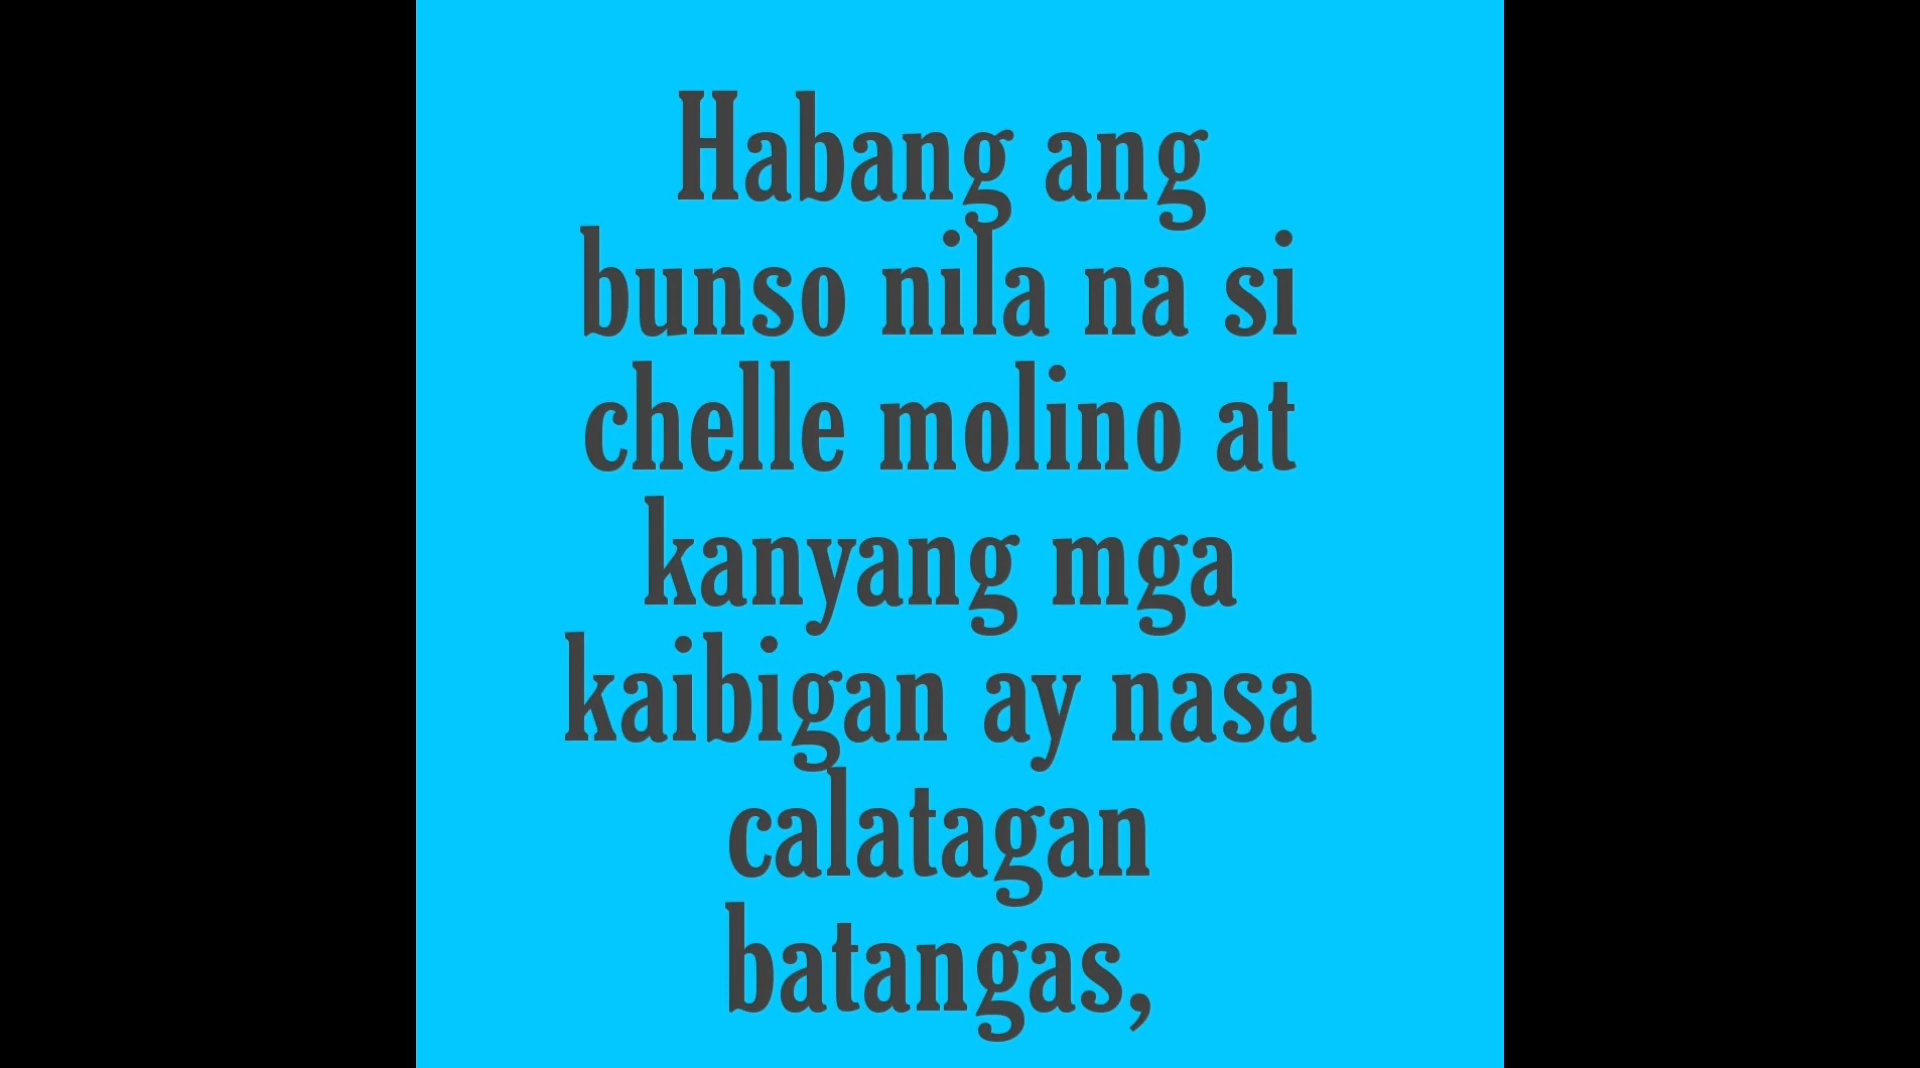 Habang ang
bunso nila na si
chelle molino at
kanyang mga
kaibigan ay nasa
calatagan
batangas,